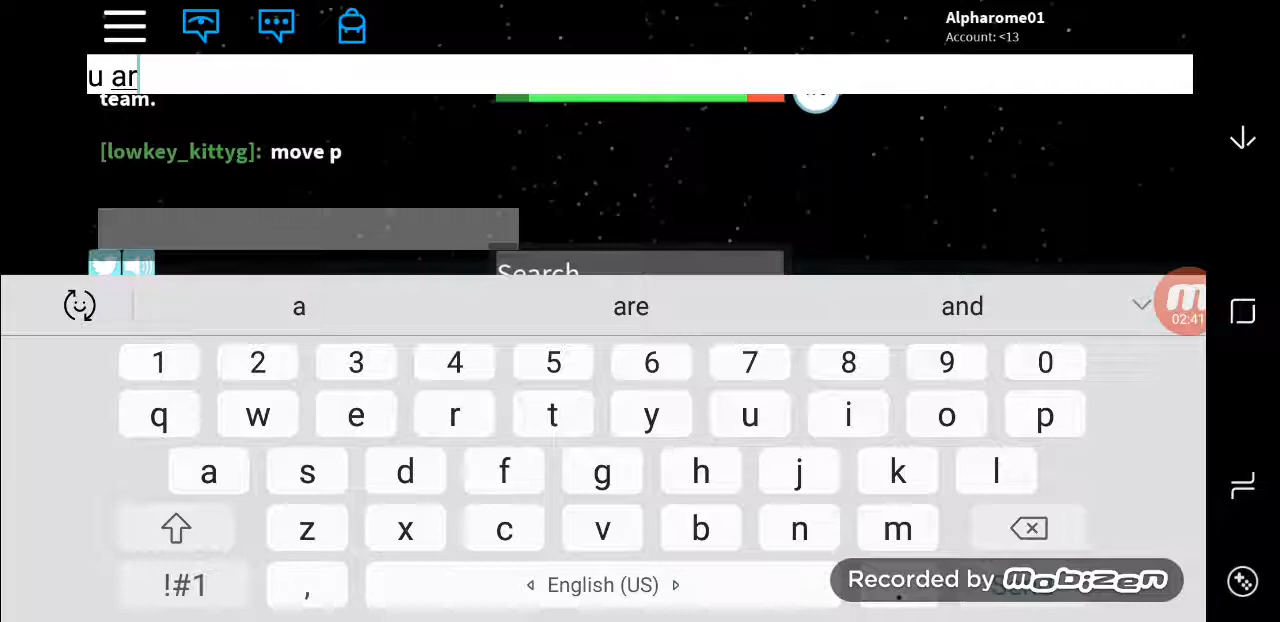 Alpharome01
Account: <13
u ar
team.
[lowkey_kittyg]: move p
Search
a are and
02:41
1 2 3 4 5 6 7 8 9 0
q w e r t y u i o p
a s d f g h j k l
z x c v b n m
!#1 , English (US) .
Recorded by mobizen